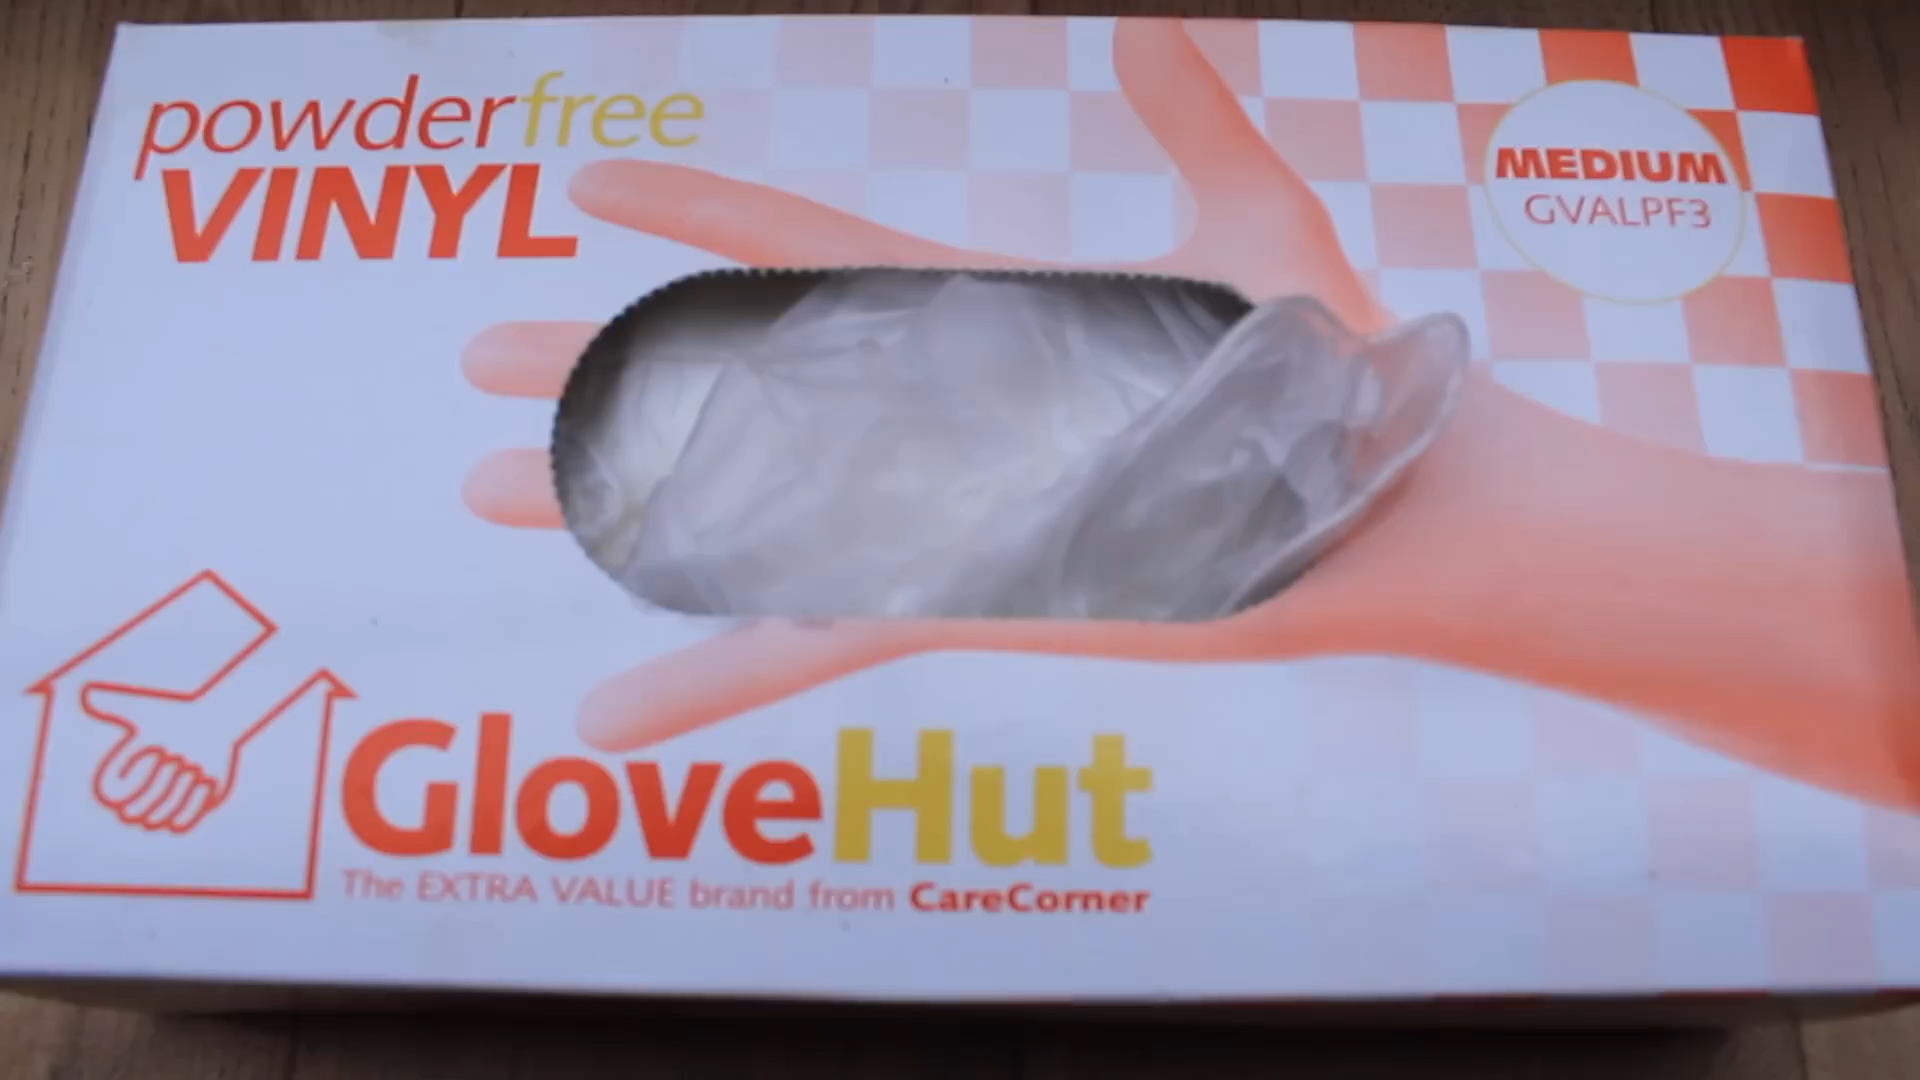 powderfree
VINYL
MEDIUM
GVALPF3
GloveHut
The EXTRA VALUE brand from CareCorner